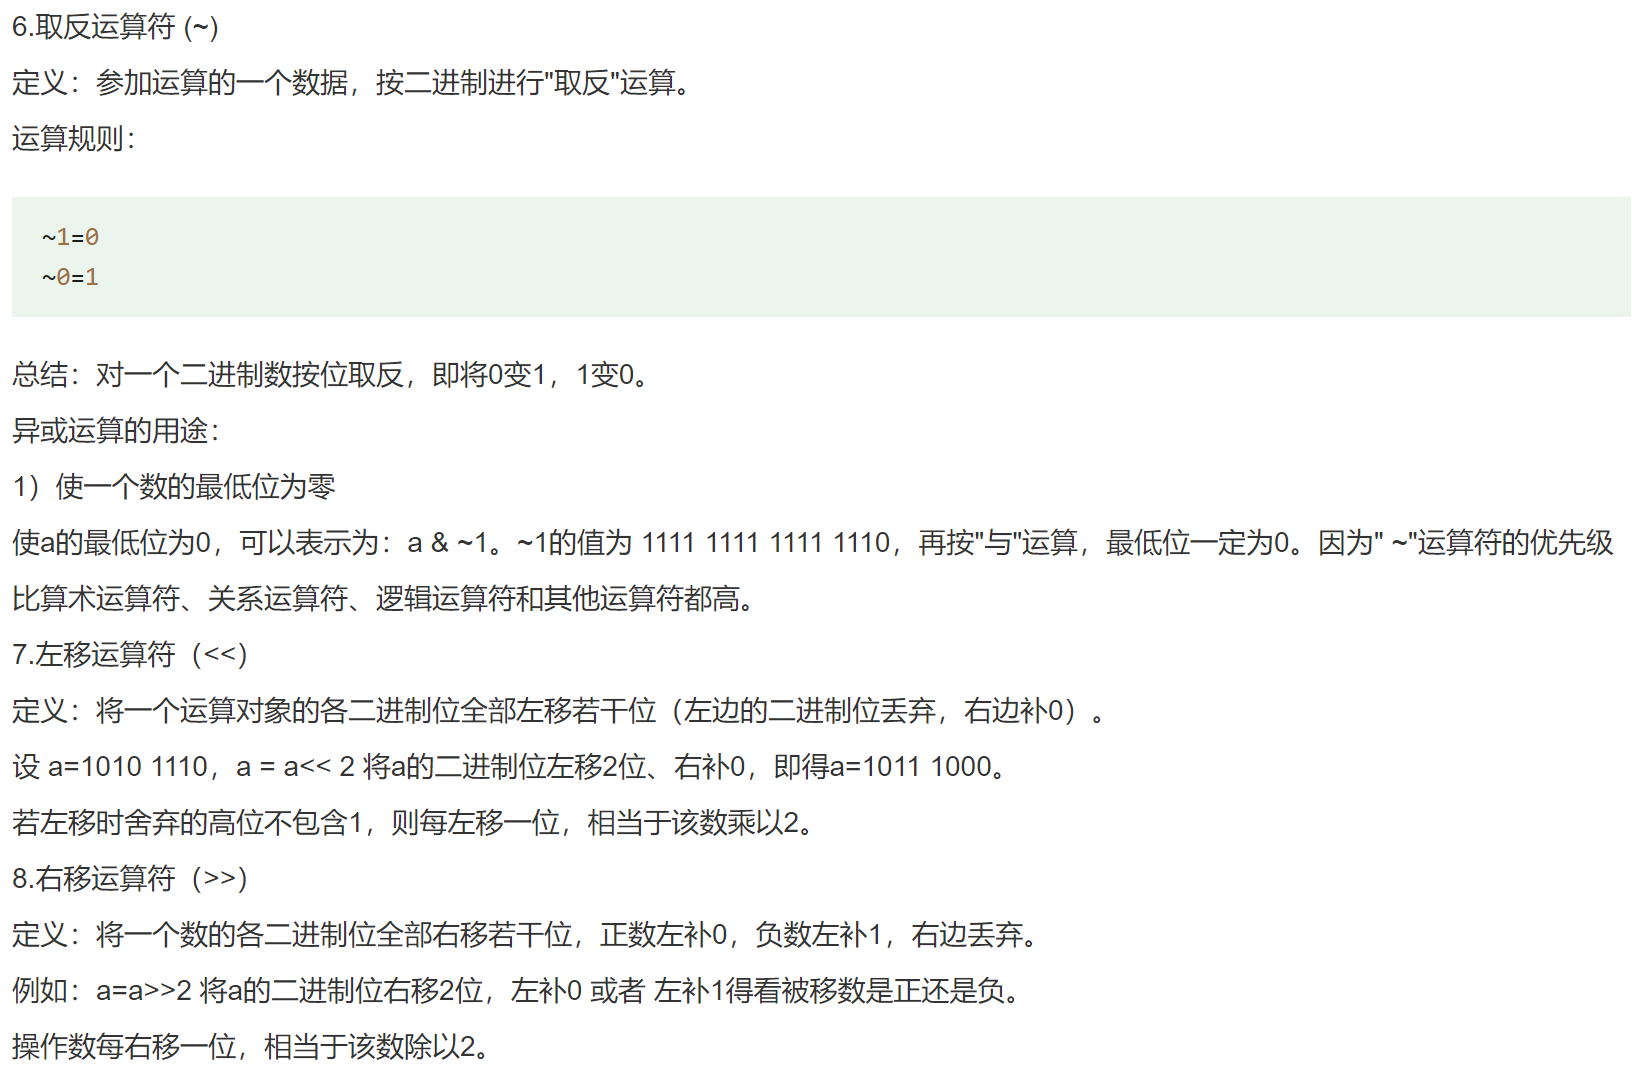 6.取反运算符 (~)
定义：参加运算的一个数据，按二进制进行"取反"运算。
运算规则：
~1=0
~0=1
总结：对一个二进制数按位取反，即将0变1，1变0。
异或运算的用途：
1）使一个数的最低位为零
使a的最低位为0，可以表示为：a & ~1。~1的值为 1111 1111 1111 1110，再按"与"运算，最低位一定为0。因为" ~"运算符的优先级
比算术运算符、关系运算符、逻辑运算符和其他运算符都高。
7.左移运算符（<<）
定义：将一个运算对象的各二进制位全部左移若干位（左边的二进制位丢弃，右边补0）。
设 a=1010 1110，a = a<< 2 将a的二进制位左移2位、右补0，即得a=1011 1000。
若左移时舍弃的高位不包含1，则每左移一位，相当于该数乘以2。
8.右移运算符（>>）
定义：将一个数的各二进制位全部右移若干位，正数左补0，负数左补1，右边丢弃。
例如：a=a>>2 将a的二进制位右移2位，左补0 或者 左补1得看被移数是正还是负。
操作数每右移一位，相当于该数除以2。